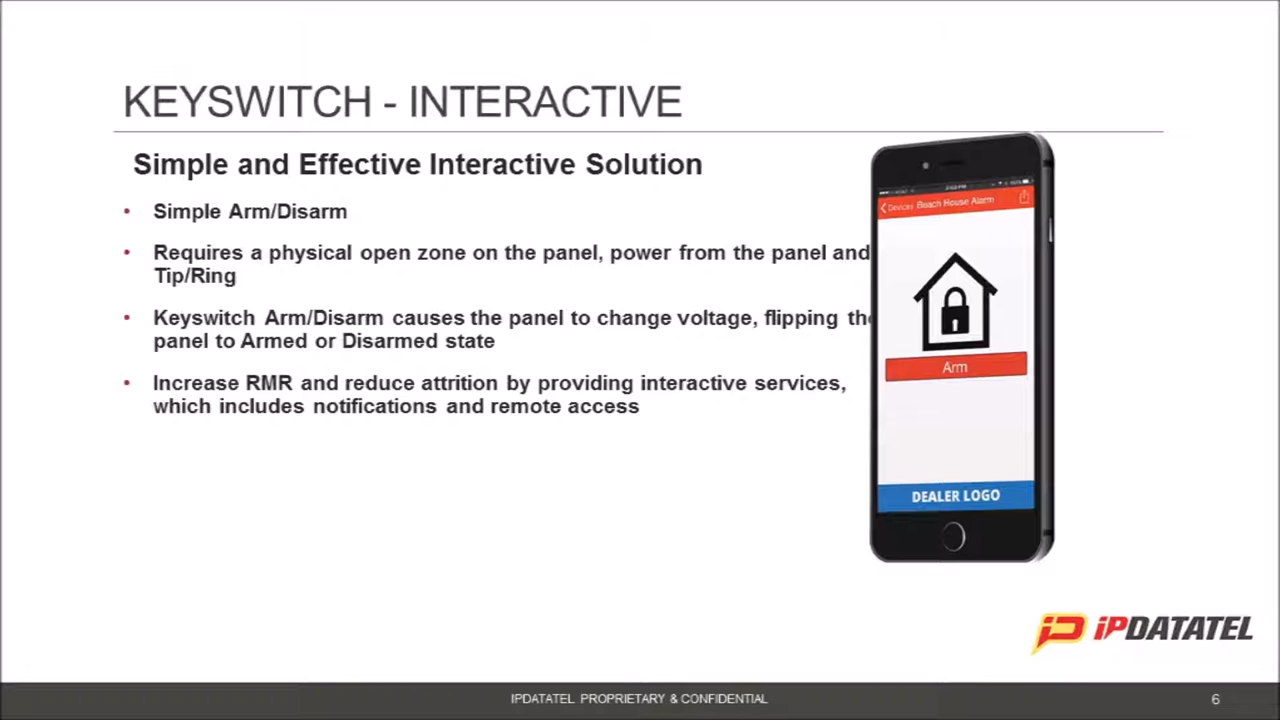 KEYSWITCH - INTERACTIVE
Simple and Effective Interactive Solution
• Simple Arm/Disarm
• Requires a physical open zone on the panel, power from the panel and
Tip/Ring
• Keyswitch Arm/Disarm causes the panel to change voltage, flipping the
panel to Armed or Disarmed state
• Increase RMR and reduce attrition by providing interactive services,
which includes notifications and remote access
Devices Beach House Alarm
Arm
DEALER LOGO
iPDATATEL
IPDATATEL PROPRIETARY & CONFIDENTIAL
6